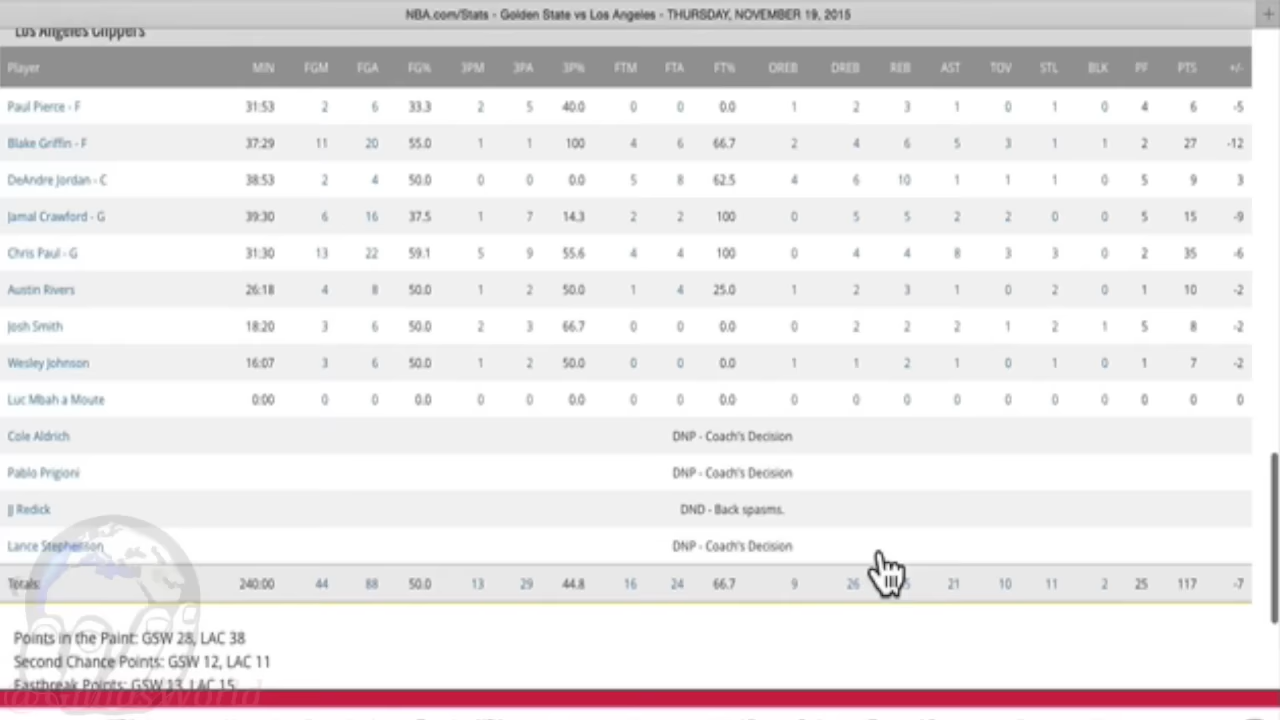 NBA.com/Stats - Golden State vs Los Angeles - THURSDAY, NOVEMBER 19, 2015
Los Angeles Clippers
Player MIN FGM FGA FG% 3PM 3PA 3P% FTM FTA FT% OREB DREB REB AST TOV STL BLK PF PTS +/-
Paul Pierce - F 31:53 2 6 33.3 2 5 40.0 0 0 0.0 1 2 3 1 0 1 0 4 6 -5
Blake Griffin - F 37:29 11 20 55.0 1 1 100 4 6 66.7 2 4 6 5 3 1 1 2 27 -12
DeAndre Jordan - C 38:53 2 4 50.0 0 0 0.0 5 8 62.5 4 6 10 1 1 1 0 5 9 3
Jamal Crawford - G 39:30 6 16 37.5 1 7 14.3 2 2 100 0 5 5 2 2 0 0 5 15 -9
Chris Paul - G 31:30 13 22 59.1 5 9 55.6 4 4 100 0 4 4 8 3 3 0 2 35 -6
Austin Rivers 26:18 4 8 50.0 1 2 50.0 1 4 25.0 1 2 3 1 0 2 0 1 10 -2
Josh Smith 18:20 3 6 50.0 2 3 66.7 0 0 0.0 0 2 2 2 1 2 1 5 8 -2
Wesley Johnson 16:07 3 6 50.0 1 2 50.0 0 0 0.0 1 1 2 1 0 1 0 1 7 -2
Luc Mbah a Moute 0:00 0 0 0.0 0 0 0.0 0 0 0.0 0 0 0 0 0 0 0 0 0 0
Cole Aldrich DNP - Coach's Decision
Pablo Prigioni DNP - Coach's Decision
JJ Redick DND - Back spasms.
Lance Stephenson DNP - Coach's Decision
Totals: 240:00 44 88 50.0 13 29 44.8 16 24 66.7 9 26 21 10 11 2 25 117 -7
Points in the Paint: GSW 28, LAC 38
Second Chance Points: GSW 12, LAC 11
Fastbreak Points: GSW 13, LAC 15